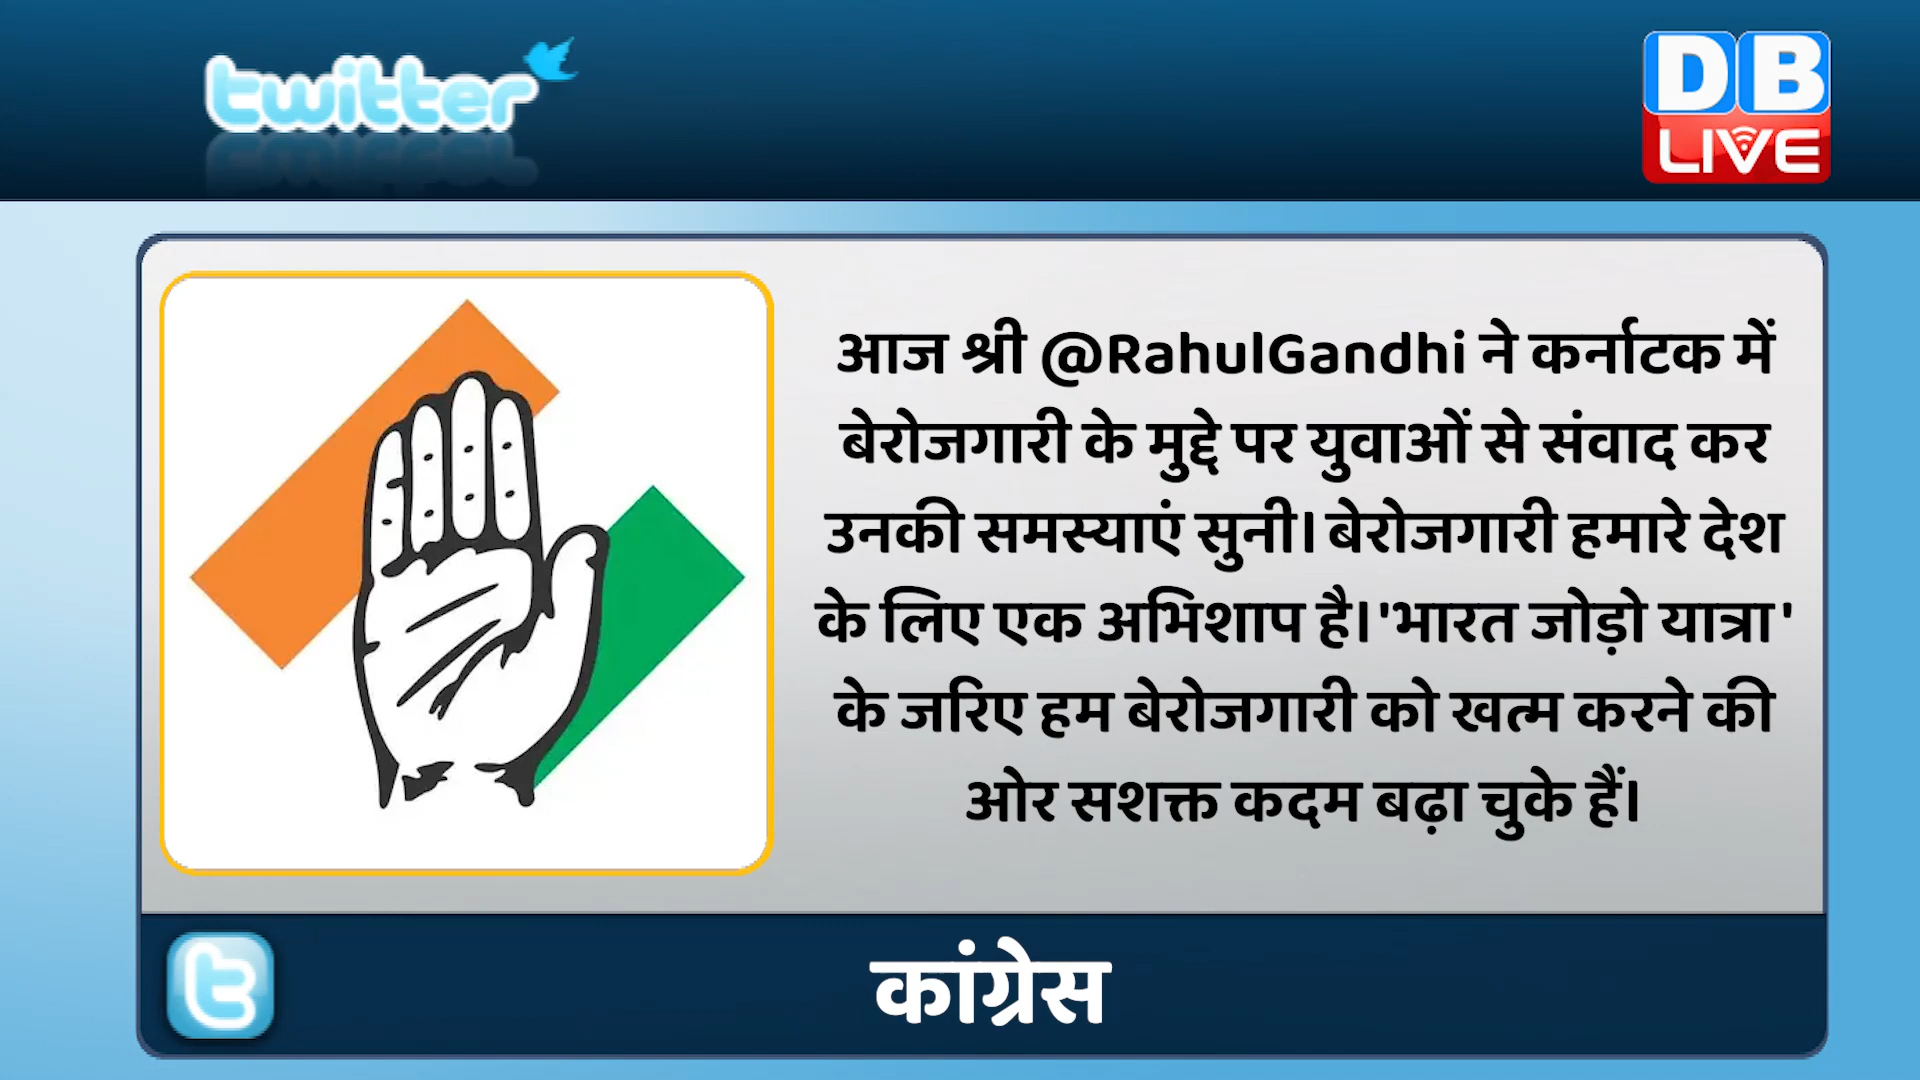 twitter
DB
LIVE
आज श्री @RahulGandhi ने कर्नाटक में
बेरोजगारी के मुद्दे पर युवाओं से संवाद कर
उनकी समस्याएं सुनी। बेरोजगारी हमारे देश
के लिए एक अभिशाप है। 'भारत जोड़ो यात्रा'
के जरिए हम बेरोजगारी को खत्म करने की
ओर सशक्त कदम बढ़ा चुके हैं।
t
कांग्रेस